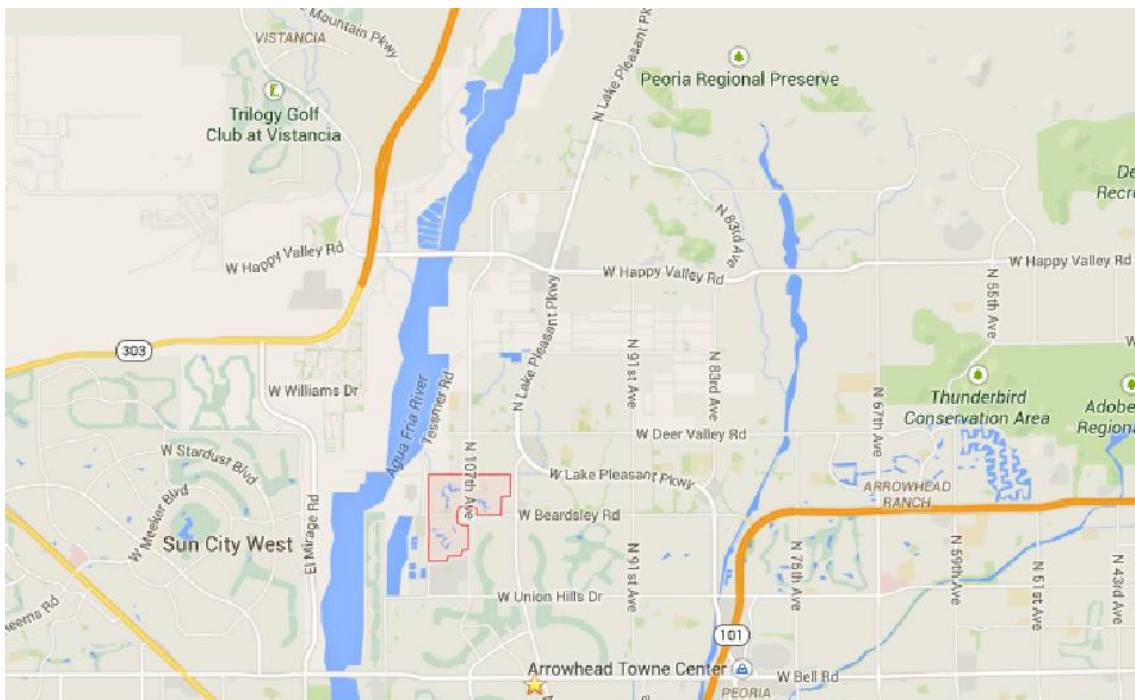 Mountain Pkwy
VISTANCIA
Trilogy Golf
Club at Vistancia
N Lake Pleasant Pkwy
Peoria Regional Preserve
De
Recre
N 83rd Ave
W Happy Valley Rd
W Happy Valley Rd
W Happy Valley Rd
N 55th Ave
303
N Lake Pleasant Pkwy
N 91st Ave
N 83rd Ave
N 67th Ave
Thunderbird
Conservation Area
Adobe
Regional
W Williams Dr
Agua Fria River
Tessmer Rd
W Deer Valley Rd
W Stardust Blvd
N 107th Ave
W Lake Pleasant Pkwy
ARROWHEAD
RANCH
W Meeker Blvd
El Mirage Rd
W Beardsley Rd
Sun City West
N 91st Ave
N 75th Ave
N 59th Ave
N 51st Ave
N 43rd Ave
W Union Hills Dr
Rd
101
Arrowhead Towne Center
W Bell Rd
PEORIA